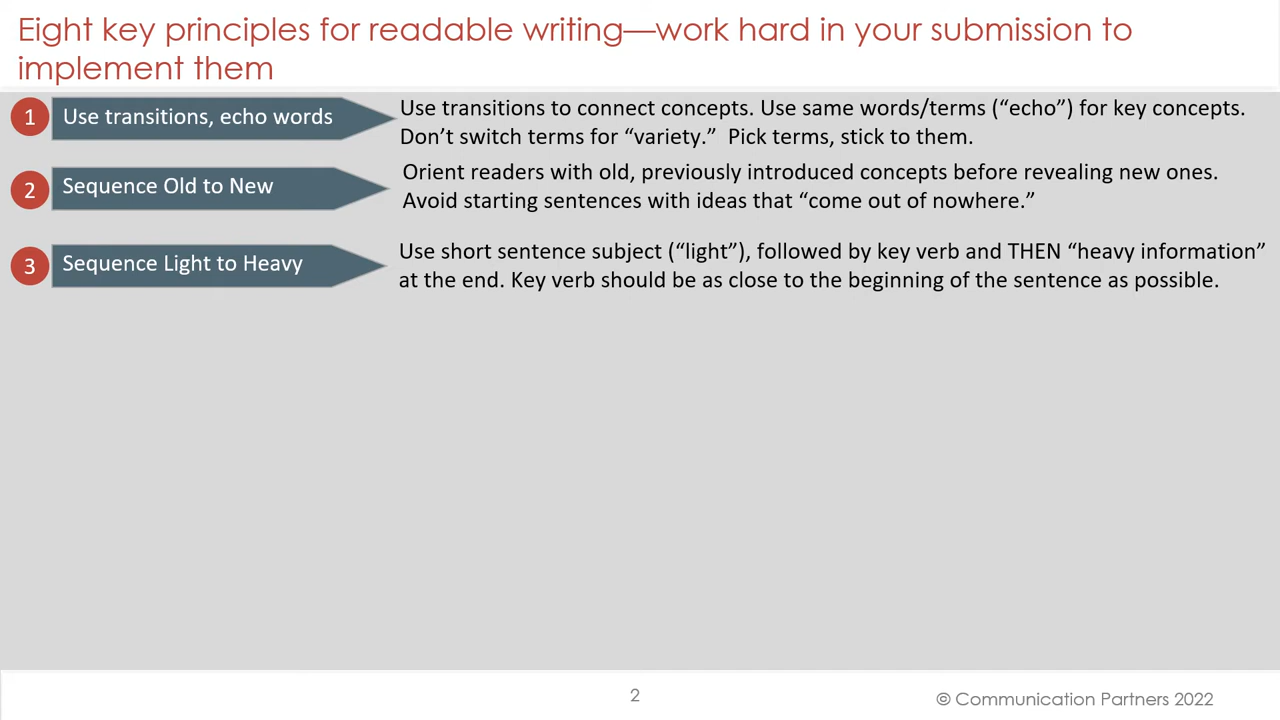 Eight key principles for readable writing—work hard in your submission to
implement them
1 Use transitions, echo words
Use transitions to connect concepts. Use same words/terms (“echo”) for key concepts.
Don’t switch terms for “variety.”  Pick terms, stick to them.
2 Sequence Old to New
Orient readers with old, previously introduced concepts before revealing new ones.
Avoid starting sentences with ideas that “come out of nowhere.”
3 Sequence Light to Heavy
Use short sentence subject (“light”), followed by key verb and THEN “heavy information”
at the end. Key verb should be as close to the beginning of the sentence as possible.
2
© Communication Partners 2022